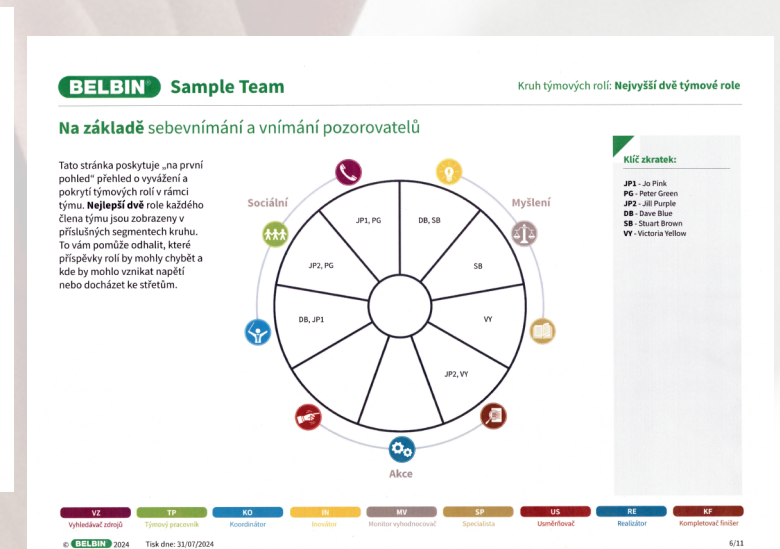 BELBIN® Sample Team
Kruh týmových rolí: Nejvyšší dvě týmové role
Na základě sebevnímání a vnímání pozorovatelů
Tato stránka poskytuje „na první
pohled“ přehled o vyvážení a
pokrytí týmových rolí v rámci
týmu. Nejlepší dvě role každého
člena týmu jsou zobrazeny v
příslušných segmentech kruhu.
To vám pomůže odhalit, které
příspěvky rolí by mohly chybět a
kde by mohlo vznikat napětí
nebo docházet ke střetům.
Sociální
Myšlení
JP1, PG
DB, SB
JP2, PG
SB
DB, JP1
VY
JP2, VY
Akce
Klíč zkratek:
JP1 - Jo Pink
PG - Peter Green
JP2 - Jill Purple
DB - Dave Blue
SB - Stuart Brown
VY - Victoria Yellow
VZ
Vyhledávač zdrojů
TP
Týmový pracovník
KO
Koordinátor
IN
Inovátor
MV
Monitor vyhodnocovač
SP
Specialista
US
Usměrňovač
RE
Realizátor
KF
Kompletovač finišer
© BELBIN 2024 Tisk dne: 31/07/2024
6/11